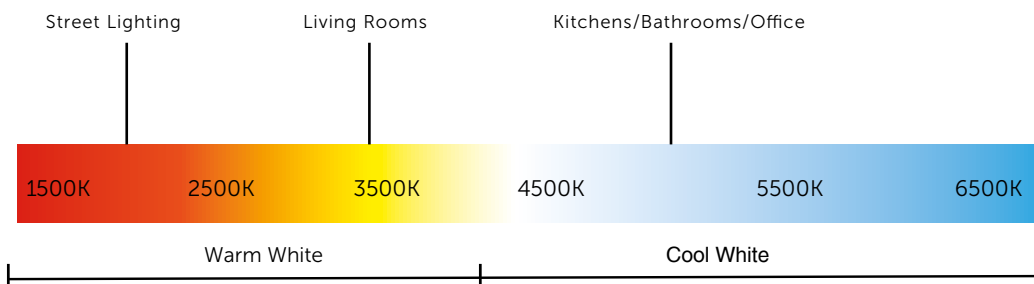 Street Lighting Living Rooms Kitchens/Bathrooms/Office
1500K 2500K 3500K 4500K 5500K 6500K
Warm White Cool White